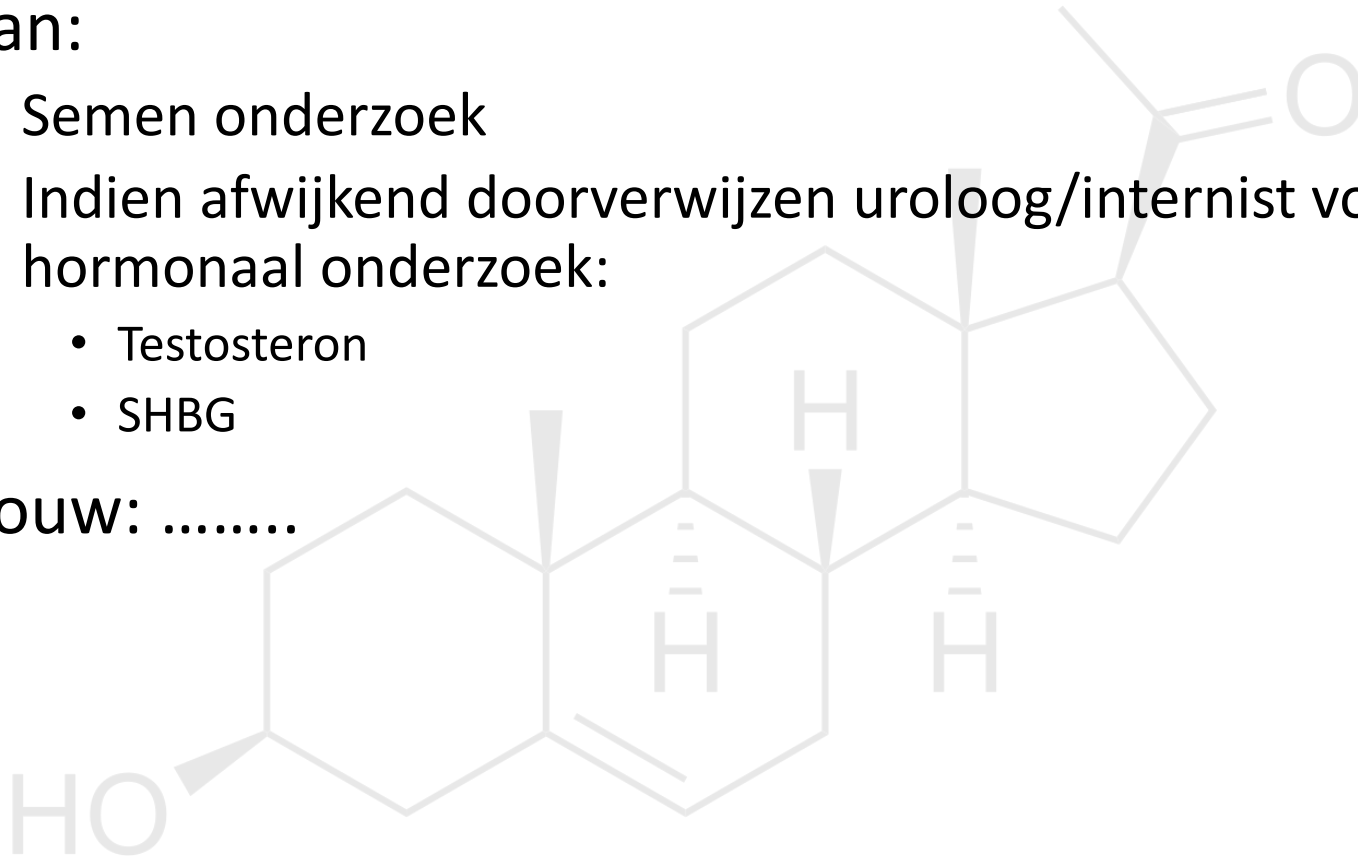 an:
Semen onderzoek
Indien afwijkend doorverwijzen uroloog/internist vo
hormonaal onderzoek:
• Testosteron
• SHBG
ouw: ........
O
H
H
H
HO